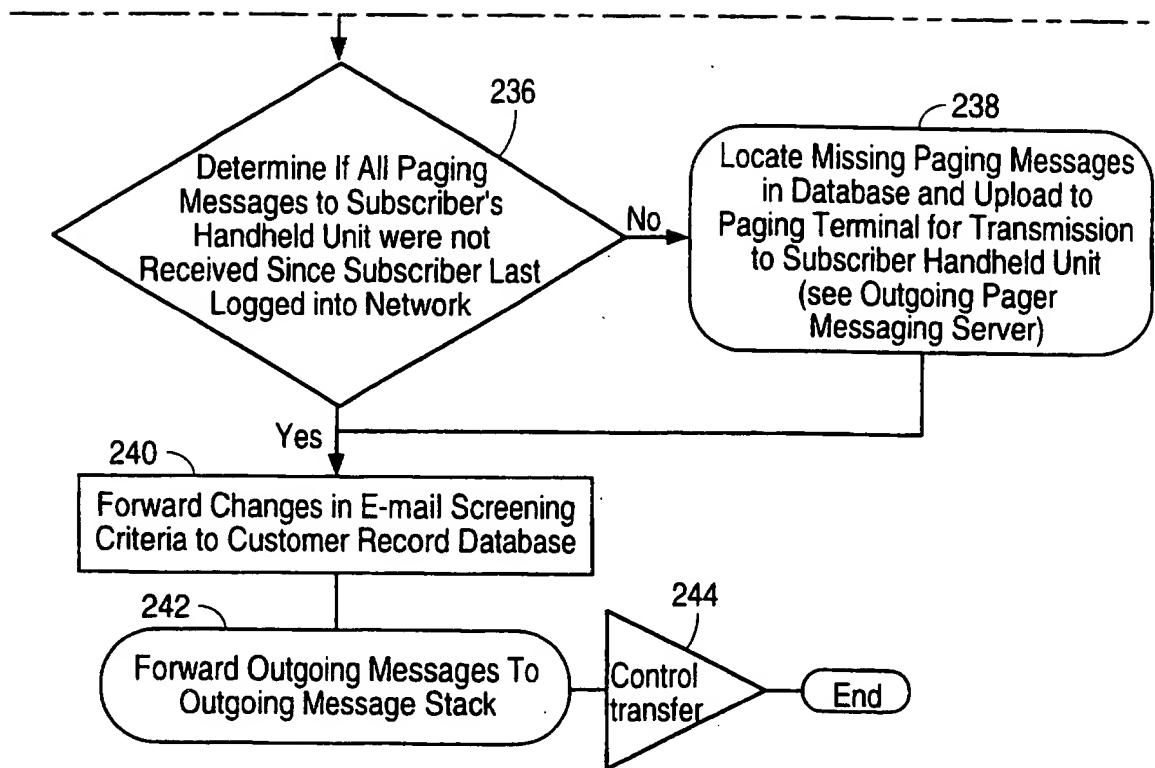 236
Determine If All Paging
Messages to Subscriber's
Handheld Unit were not
Received Since Subscriber Last
Logged into Network
No
238
Locate Missing Paging Messages
in Database and Upload to
Paging Terminal for Transmission
to Subscriber Handheld Unit
(see Outgoing Pager
Messaging Server)
Yes
240
Forward Changes in E-mail Screening
Criteria to Customer Record Database
242
Forward Outgoing Messages To
Outgoing Message Stack
244
Control
transfer
End